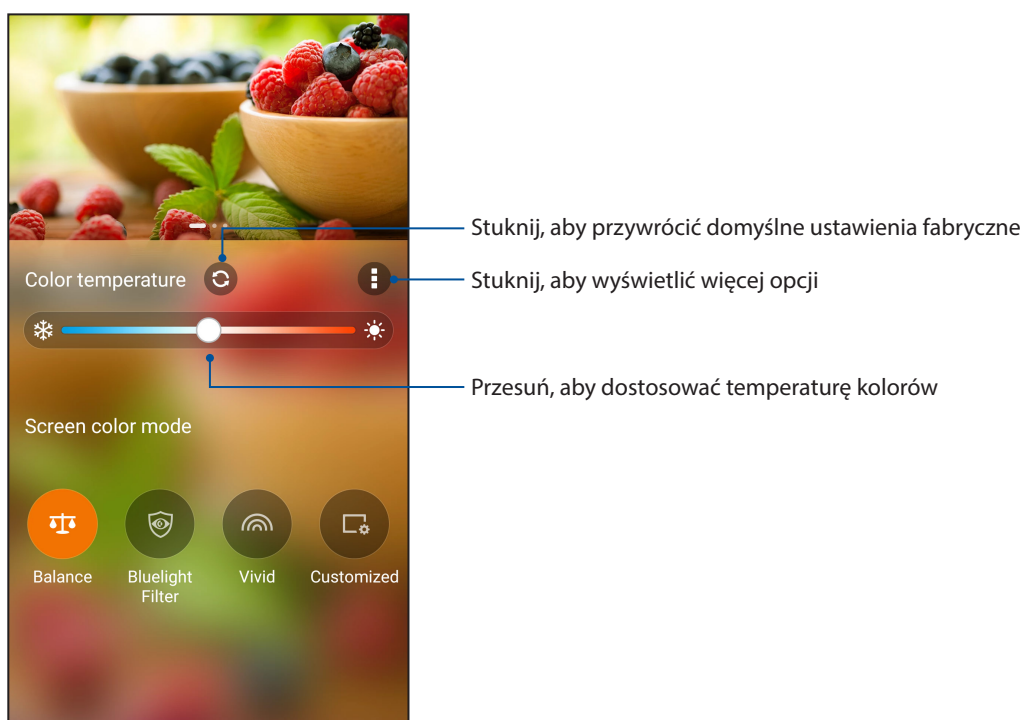 Stuknij, aby przywrócić domyślne ustawienia fabryczne
Color temperature
Stuknij, aby wyświetlić więcej opcji
Przesuń, aby dostosować temperaturę kolorów
Screen color mode
Balance
Bluelight
Filter
Vivid
Customized